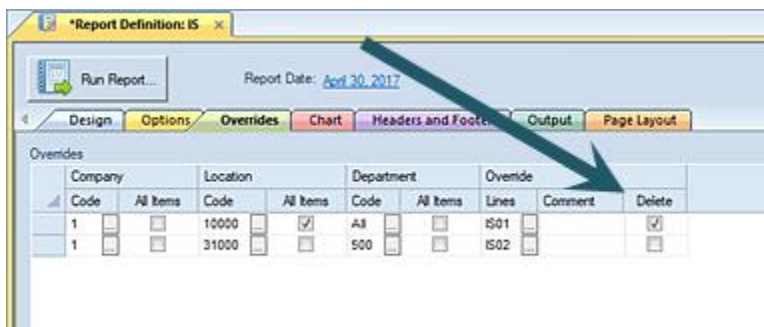 *Report Definition: IS
Run Report...
Report Date: April 30, 2017
Design Options Overrides Chart Headers and Foote Output Page Layout
Overrides
Company Location Department Override
Code All Items Code All Items Code All Items Lines Comment Delete
1 ... 10000 ... All ... IS01 ...
1 ... 31000 ... 500 ... IS02 ...